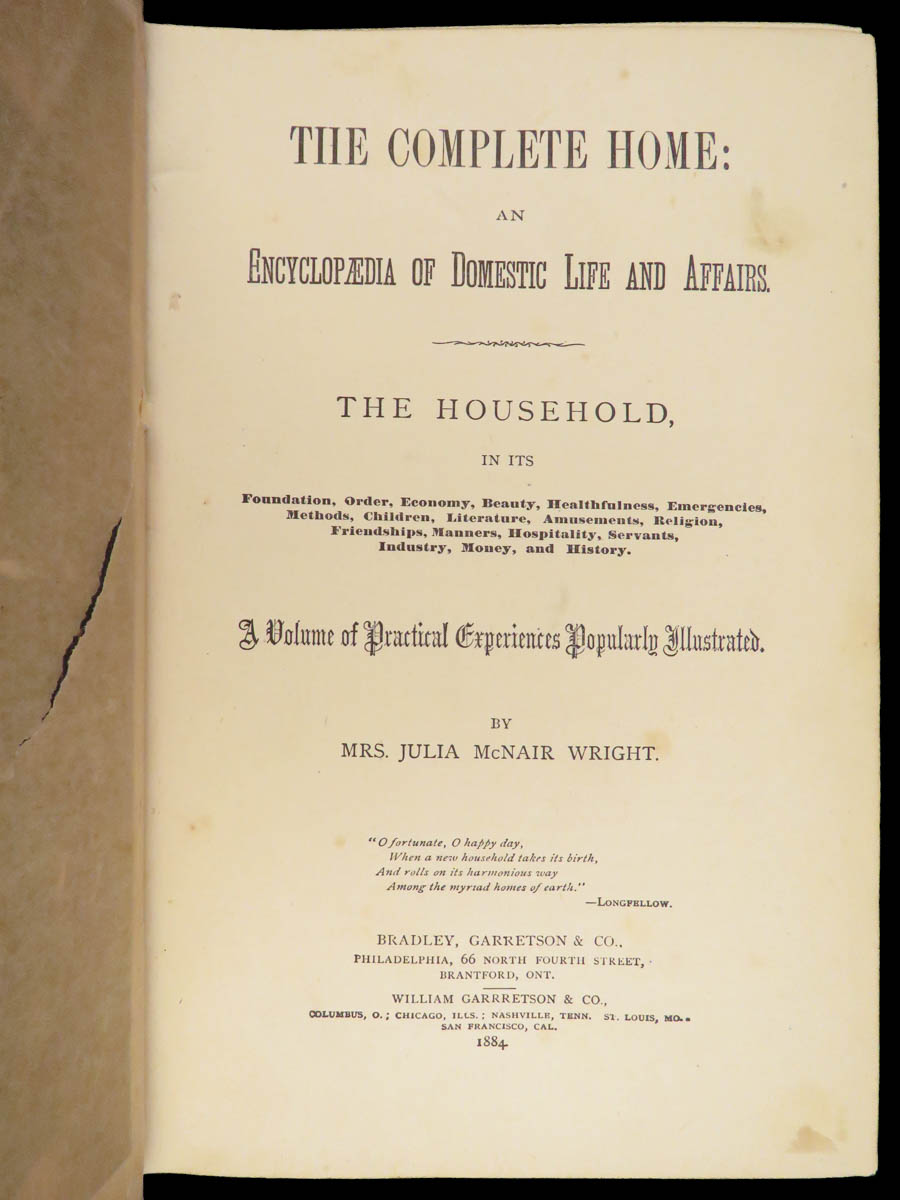 THE COMPLETE HOME:
AN
ENCYCLOPÆDIA OF DOMESTIC LIFE AND AFFAIRS.
THE HOUSEHOLD,
IN ITS
Foundation, Order, Economy, Beauty, Healthfulness, Emergencies,
Methods, Children, Literature, Amusements, Religion,
Friendships, Manners, Hospitality, Servants,
Industry, Money, and History.
A Volume of Practical Experiences Popularly Illustrated.
BY
MRS. JULIA McNAIR WRIGHT.
"O fortunate, O happy day,
When a new household takes its birth,
And rolls on its harmonious way
Among the myriad homes of earth."
—LONGFELLOW.
BRADLEY, GARRETSON & CO.,
PHILADELPHIA, 66 NORTH FOURTH STREET,
BRANTFORD, ONT.
WILLIAM GARRRETSON & CO.,
COLUMBUS, O.; CHICAGO, ILLS.; NASHVILLE, TENN. ST. LOUIS, MO.
SAN FRANCISCO, CAL.
1884